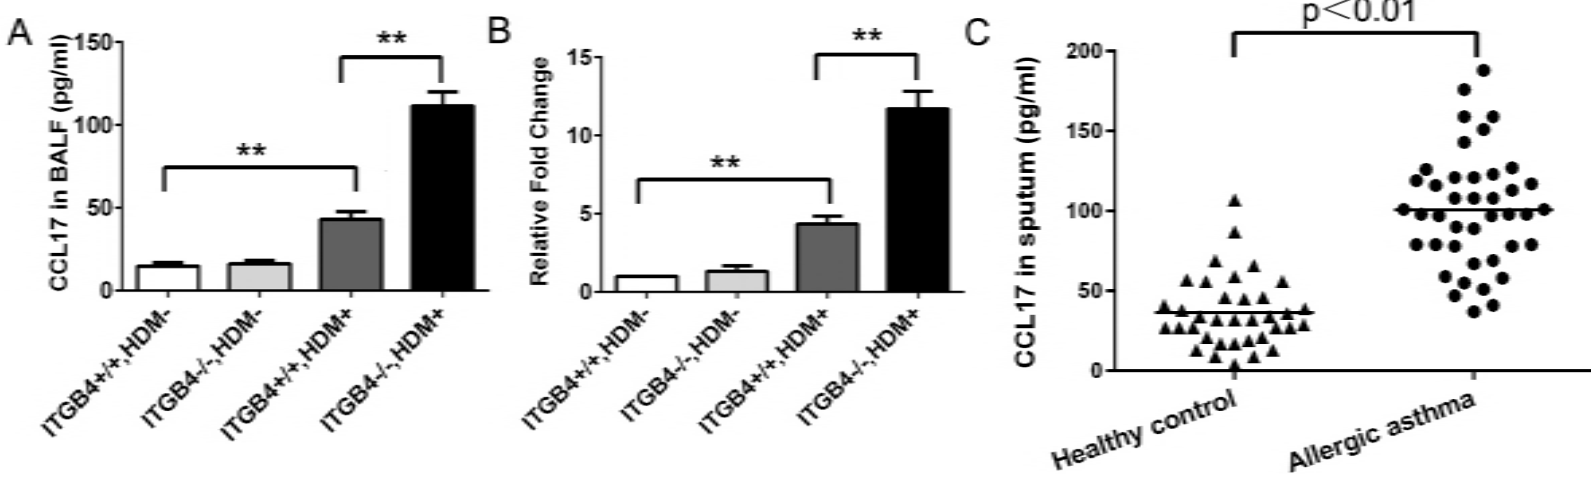 A
CCL17 in BALF (pg/ml)
150
100
50
0
**
**
ITGB4+/+,HDM-
ITGB4-/-,HDM-
ITGB4+/+,HDM+
ITGB4-/-,HDM+
B
Relative Fold Change
15
10
5
0
**
**
ITGB4+/+,HDM-
ITGB4-/-,HDM-
ITGB4+/+,HDM+
ITGB4-/-,HDM+
C
p<0.01
CCL17 in sputum (pg/ml)
200
150
100
50
0
Healthy control
Allergic asthma